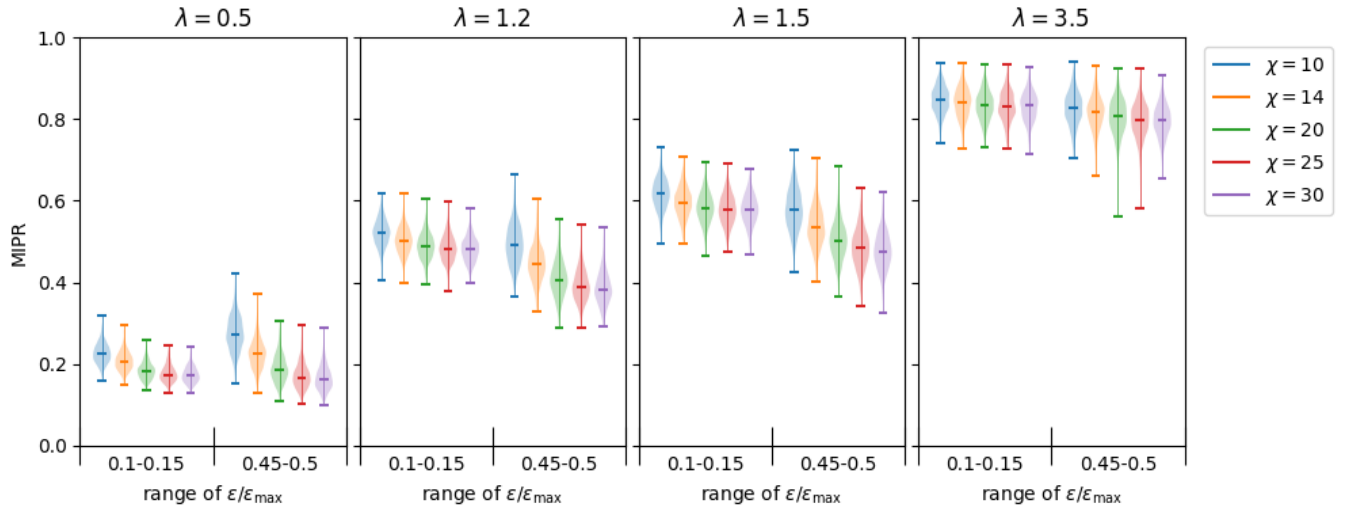 λ = 0.5
λ = 1.2
λ = 1.5
λ = 3.5
MIPR
1.0
0.8
0.6
0.4
0.2
0.0
0.1-0.15 0.45-0.5
0.1-0.15 0.45-0.5
0.1-0.15 0.45-0.5
0.1-0.15 0.45-0.5
range of ε/εmax
range of ε/εmax
range of ε/εmax
range of ε/εmax
χ = 10
χ = 14
χ = 20
χ = 25
χ = 30